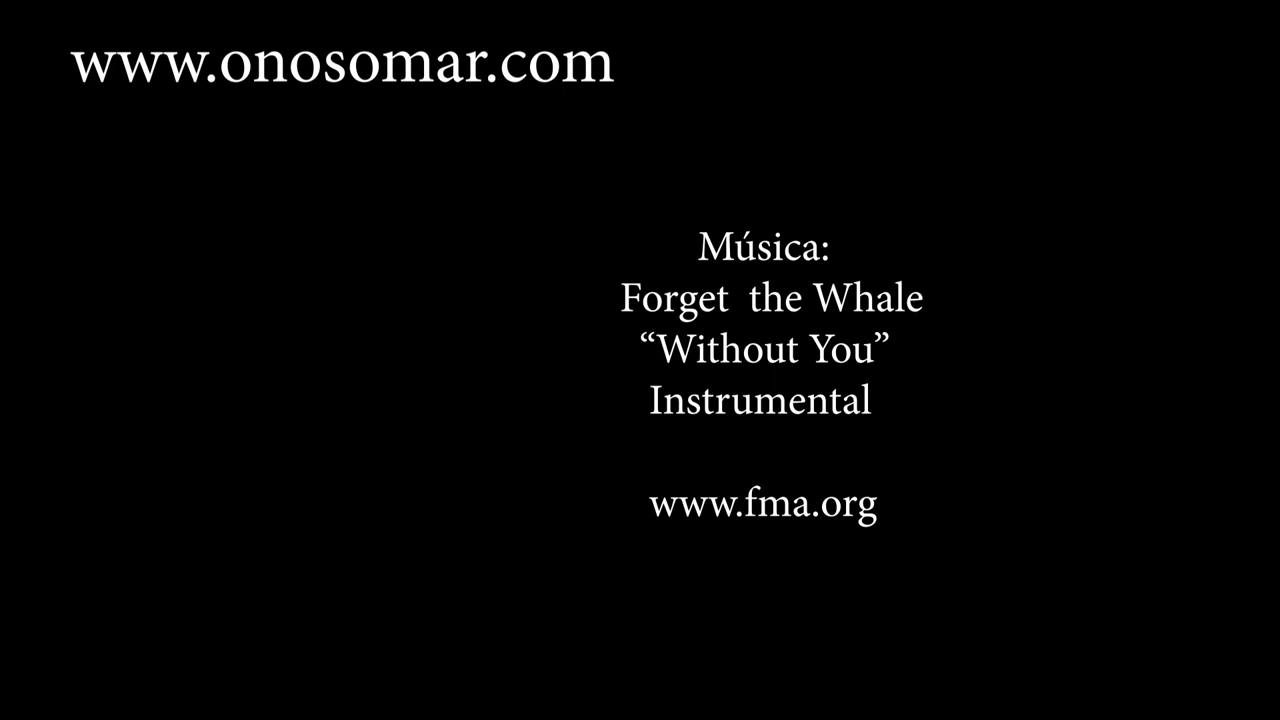 www.onosomar.com
Música:
Forget the Whale
“Without You”
Instrumental
www.fma.org